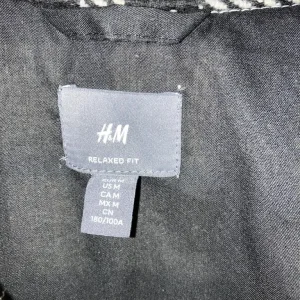 H&M
RELAXED FIT
US M
CA M
MX M
CN
180/100A